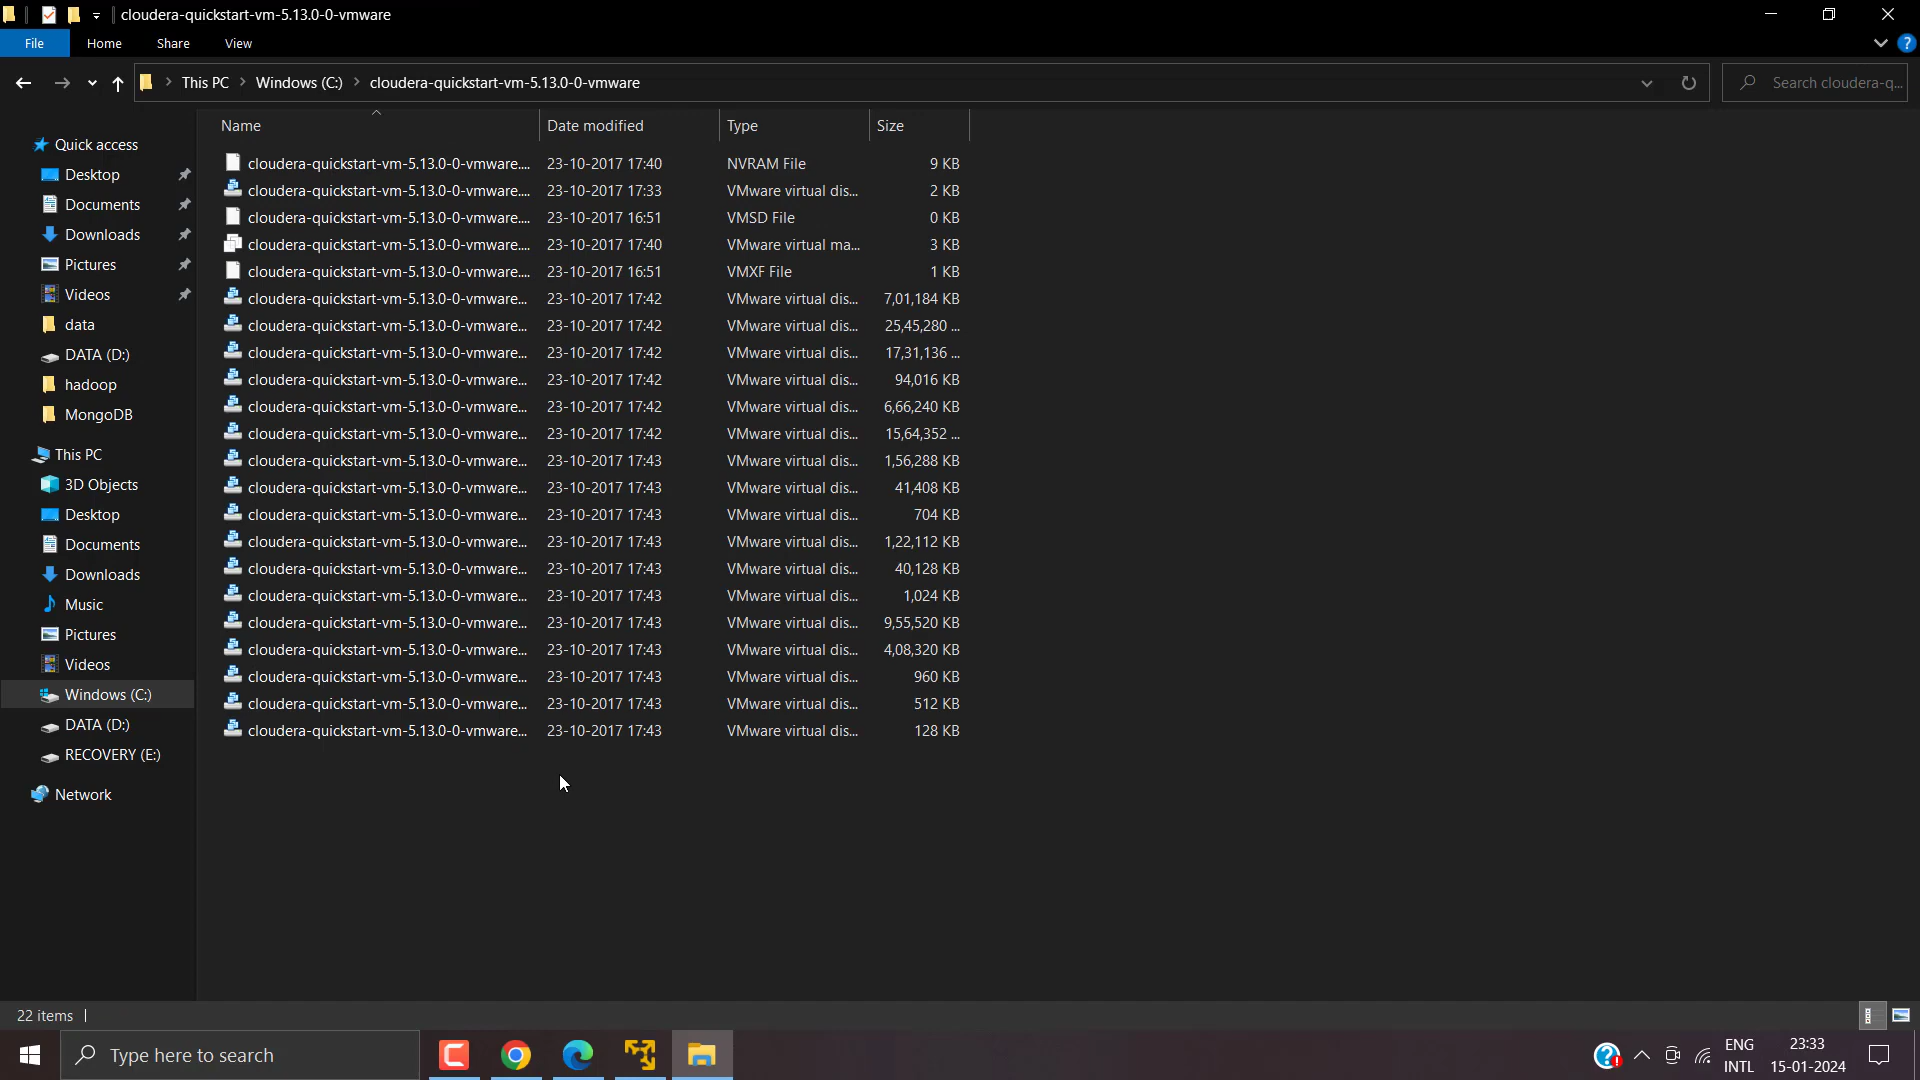 cloudera-quickstart-vm-5.13.0-0-vmware
File Home Share View
This PC Windows (C:) cloudera-quickstart-vm-5.13.0-0-vmware
Search cloudera-q...
Name Date modified Type Size
cloudera-quickstart-vm-5.13.0-0-vmware.... 23-10-2017 17:40 NVRAM File 9 KB
cloudera-quickstart-vm-5.13.0-0-vmware.... 23-10-2017 17:33 VMware virtual dis... 2 KB
cloudera-quickstart-vm-5.13.0-0-vmware.... 23-10-2017 16:51 VMSD File 0 KB
cloudera-quickstart-vm-5.13.0-0-vmware.... 23-10-2017 17:40 VMware virtual ma... 3 KB
cloudera-quickstart-vm-5.13.0-0-vmware.... 23-10-2017 16:51 VMXF File 1 KB
cloudera-quickstart-vm-5.13.0-0-vmware... 23-10-2017 17:42 VMware virtual dis... 7,01,184 KB
cloudera-quickstart-vm-5.13.0-0-vmware... 23-10-2017 17:42 VMware virtual dis... 25,45,280 ...
cloudera-quickstart-vm-5.13.0-0-vmware... 23-10-2017 17:42 VMware virtual dis... 17,31,136 ...
cloudera-quickstart-vm-5.13.0-0-vmware... 23-10-2017 17:42 VMware virtual dis... 94,016 KB
cloudera-quickstart-vm-5.13.0-0-vmware... 23-10-2017 17:42 VMware virtual dis... 6,66,240 KB
cloudera-quickstart-vm-5.13.0-0-vmware... 23-10-2017 17:42 VMware virtual dis... 15,64,352 ...
cloudera-quickstart-vm-5.13.0-0-vmware... 23-10-2017 17:43 VMware virtual dis... 1,56,288 KB
cloudera-quickstart-vm-5.13.0-0-vmware... 23-10-2017 17:43 VMware virtual dis... 41,408 KB
cloudera-quickstart-vm-5.13.0-0-vmware... 23-10-2017 17:43 VMware virtual dis... 704 KB
cloudera-quickstart-vm-5.13.0-0-vmware... 23-10-2017 17:43 VMware virtual dis... 1,22,112 KB
cloudera-quickstart-vm-5.13.0-0-vmware... 23-10-2017 17:43 VMware virtual dis... 40,128 KB
cloudera-quickstart-vm-5.13.0-0-vmware... 23-10-2017 17:43 VMware virtual dis... 1,024 KB
cloudera-quickstart-vm-5.13.0-0-vmware... 23-10-2017 17:43 VMware virtual dis... 9,55,520 KB
cloudera-quickstart-vm-5.13.0-0-vmware... 23-10-2017 17:43 VMware virtual dis... 4,08,320 KB
cloudera-quickstart-vm-5.13.0-0-vmware... 23-10-2017 17:43 VMware virtual dis... 960 KB
cloudera-quickstart-vm-5.13.0-0-vmware... 23-10-2017 17:43 VMware virtual dis... 512 KB
cloudera-quickstart-vm-5.13.0-0-vmware... 23-10-2017 17:43 VMware virtual dis... 128 KB
Quick access
Desktop
Documents
Downloads
Pictures
Videos
data
DATA (D:)
hadoop
MongoDB
This PC
3D Objects
Desktop
Documents
Downloads
Music
Pictures
Videos
Windows (C:)
DATA (D:)
RECOVERY (E:)
Network
22 items
Type here to search
ENG
INTL
23:33
15-01-2024